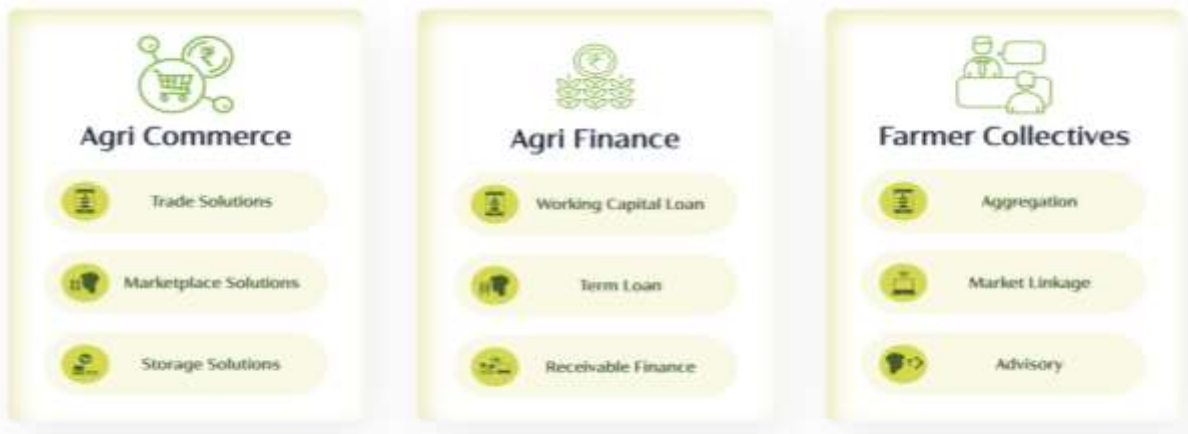 Agri Commerce
Trade Solutions
Marketplace Solutions
Storage Solutions
Agri Finance
Working Capital Loan
Term Loan
Receivable Finance
Farmer Collectives
Aggregation
Market Linkage
Advisory